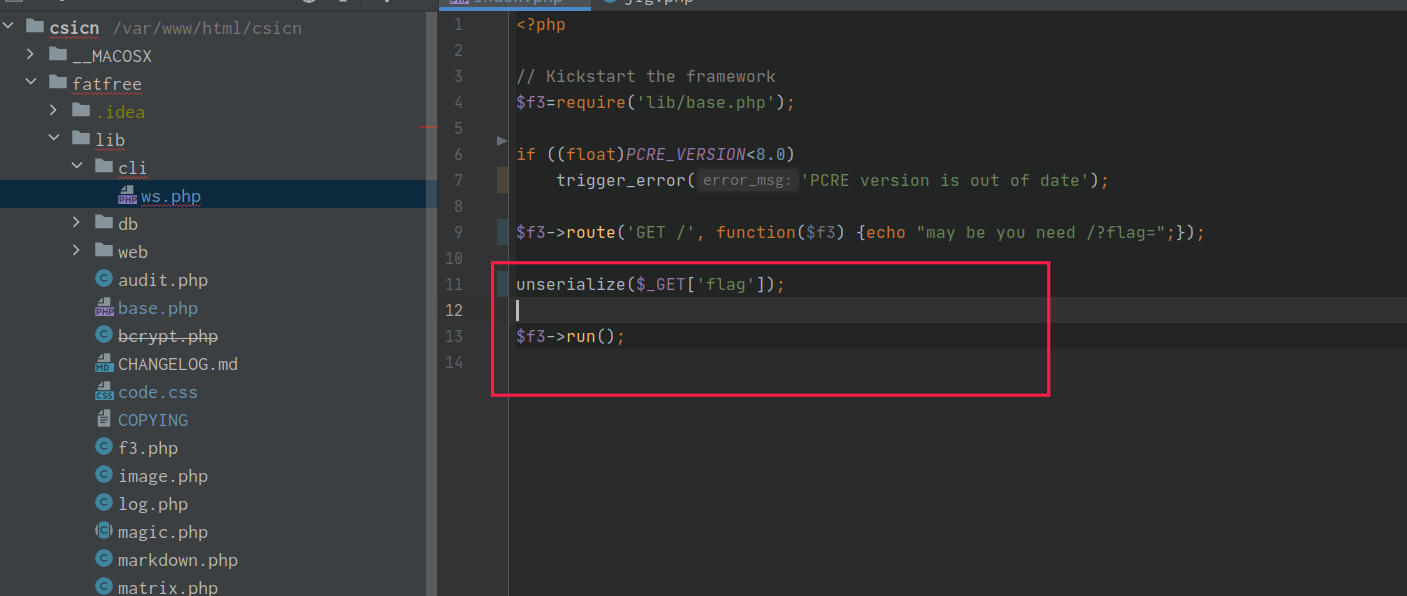 index.php jig.php
csicn /var/www/html/csicn
__MACOSX
fatfree
.idea
lib
cli
ws.php
db
web
audit.php
base.php
bcrypt.php
CHANGELOG.md
code.css
COPYING
f3.php
image.php
log.php
magic.php
markdown.php
matrix.php
1 <?php
2
3 // Kickstart the framework
4 $f3=require('lib/base.php');
5
6 if ((float)PCRE_VERSION<8.0)
7 trigger_error( error_msg: 'PCRE version is out of date');
8
9 $f3->route('GET /', function($f3) {echo "may be you need /?flag=";});
10
11 unserialize($_GET['flag']);
12
13 $f3->run();
14